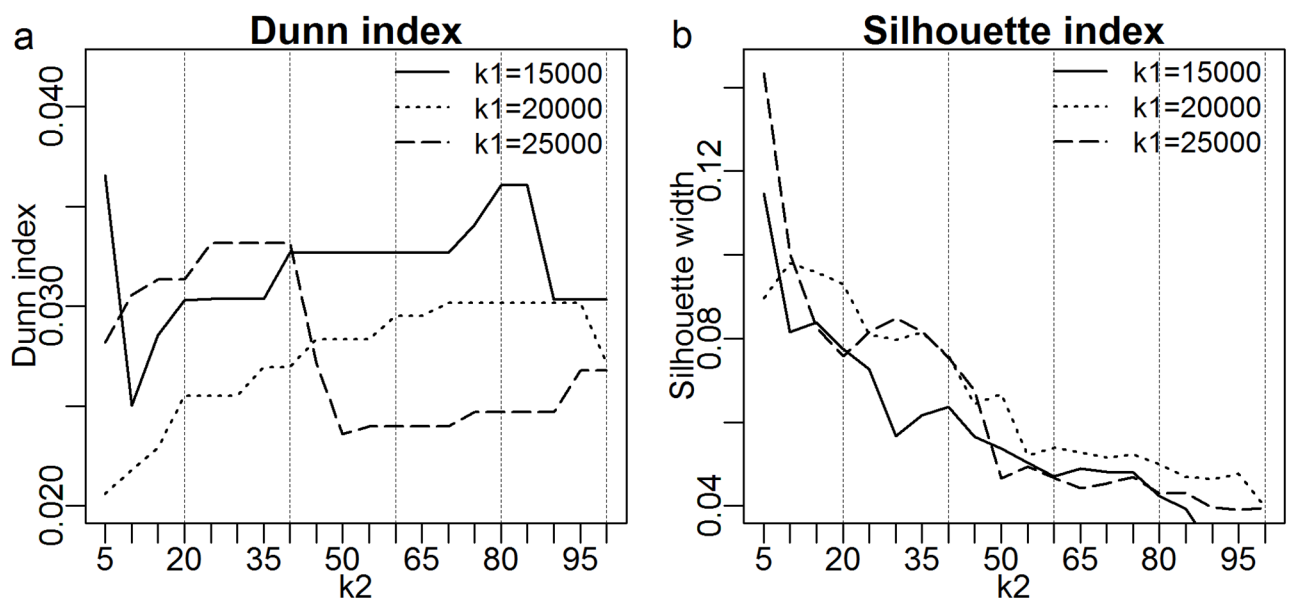 a
Dunn index
k1=15000
k1=20000
k1=25000
Dunn index
0.040
0.030
0.020
5 20 35 50 65 80 95
k2
b
Silhouette index
k1=15000
k1=20000
k1=25000
Silhouette width
0.12
0.08
0.04
5 20 35 50 65 80 95
k2